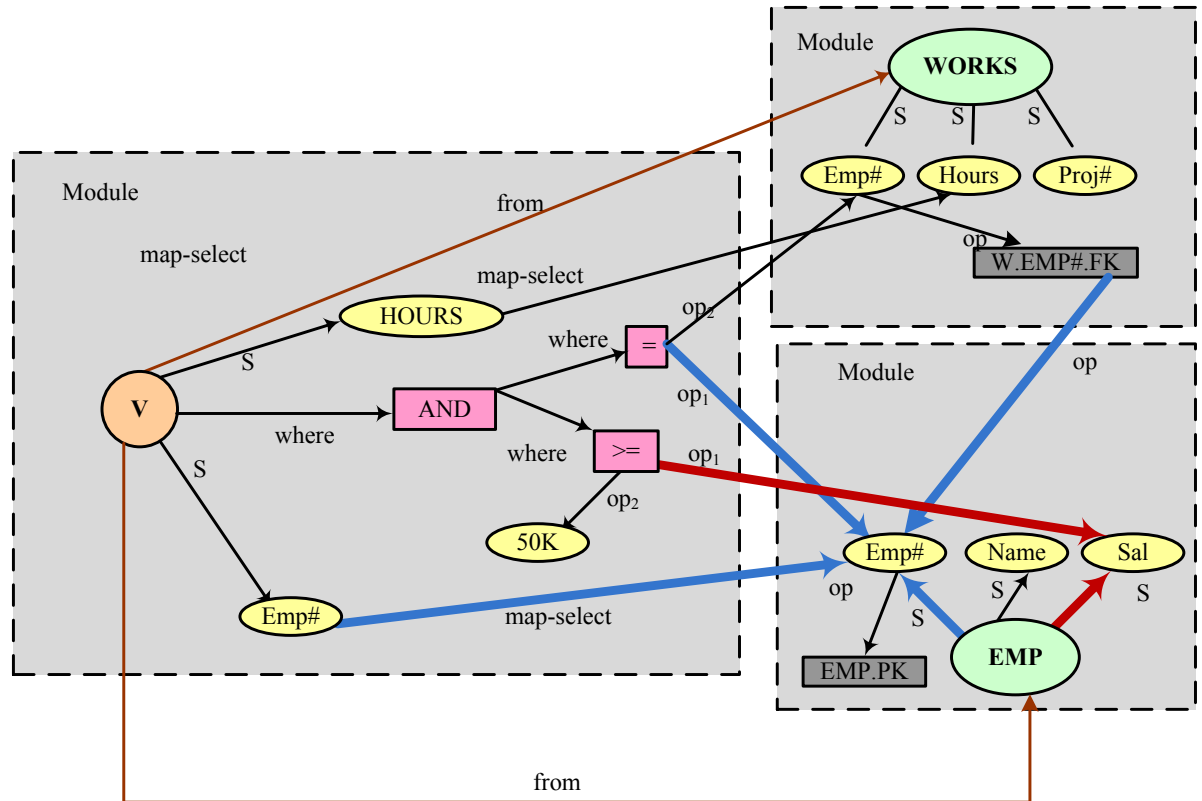 Module
WORKS
S
S
S
Emp#
Hours
Proj#
op
W.EMP#.FK
Module
from
map-select
map-select
HOURS
S
where
=
op2
op1
V
where
AND
where
>=
op1
op2
S
50K
Emp#
map-select
Module
op
Emp#
Name
Sal
op
S
S
S
EMP.PK
EMP
from